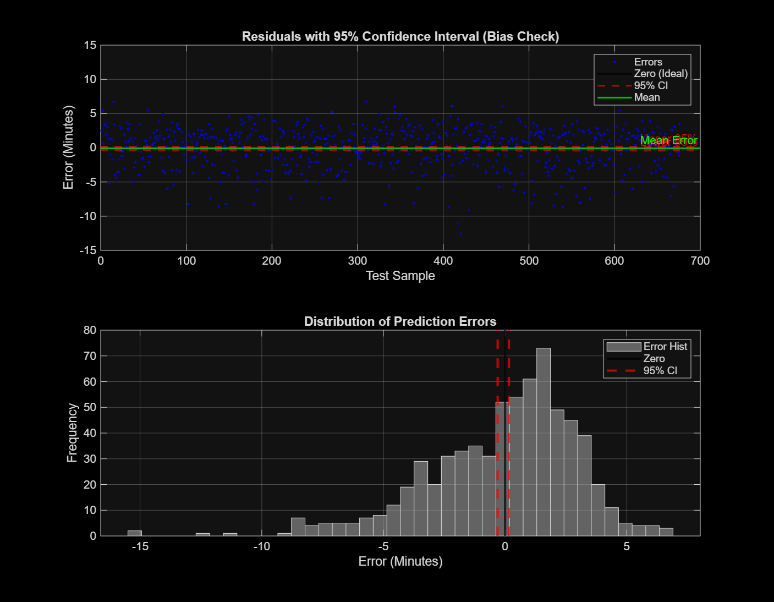 Residuals with 95% Confidence Interval (Bias Check)
15
10
5
0
-5
-10
-15
Error (Minutes)
Errors
Zero (Ideal)
95% CI
Mean
Mean Error
0
100
200
300
400
500
600
700
Test Sample
Distribution of Prediction Errors
80
70
60
50
40
30
20
10
0
Frequency
Error Hist
Zero
95% CI
-15
-10
-5
0
5
Error (Minutes)